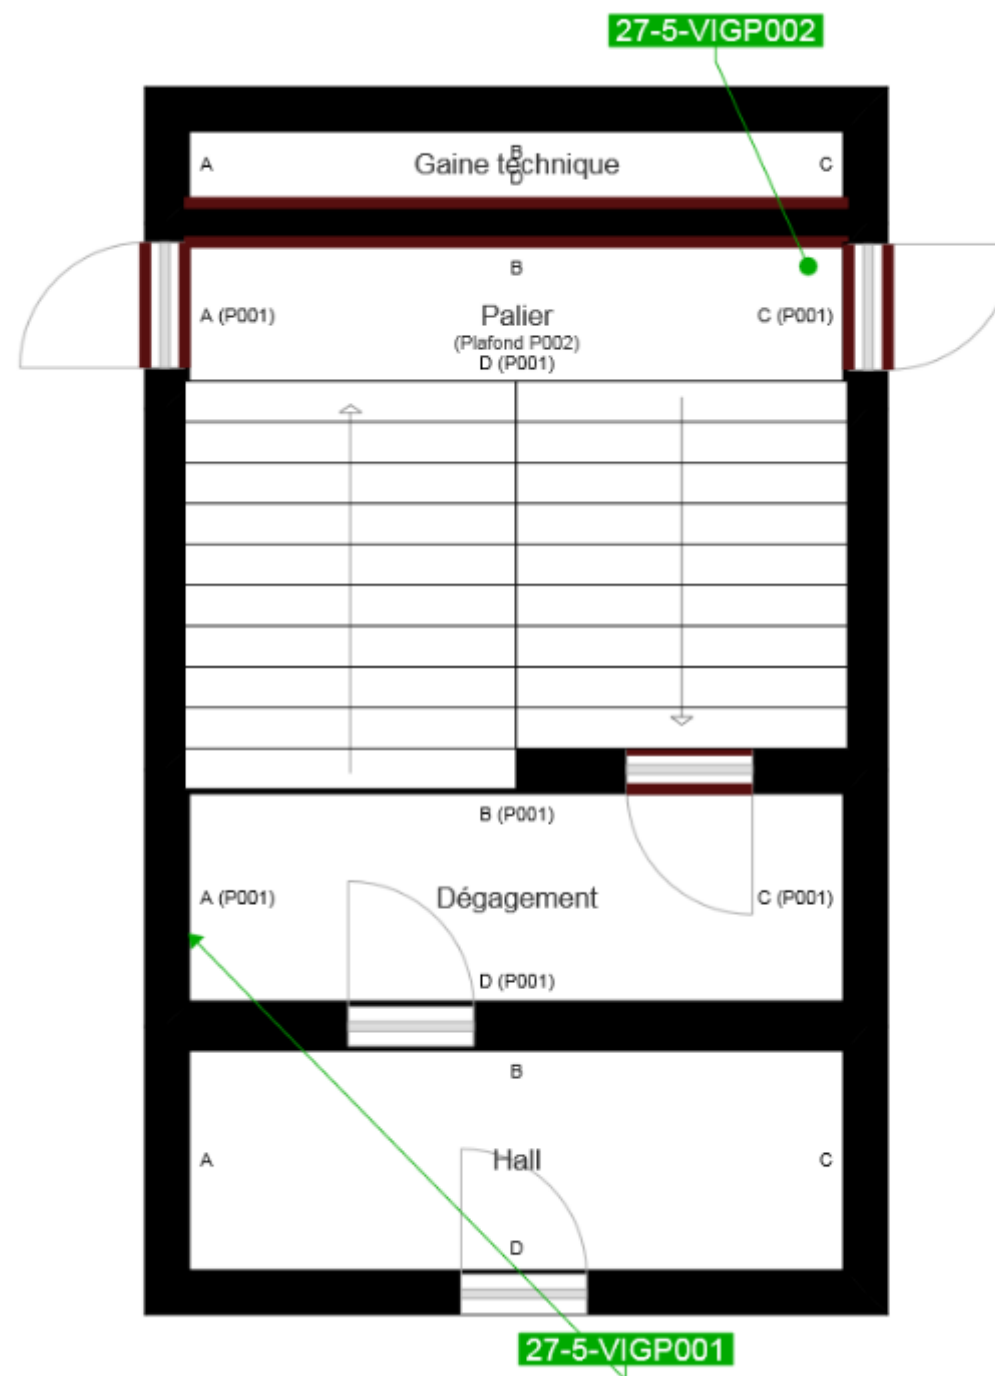 27-5-VIGP002
B
A Gaine technique C
D
B
A (P001) Palier C (P001)
(Plafond P002)
D (P001)
B (P001)
A (P001) Dégagement C (P001)
D (P001)
B
A Hall C
D
27-5-VIGP001